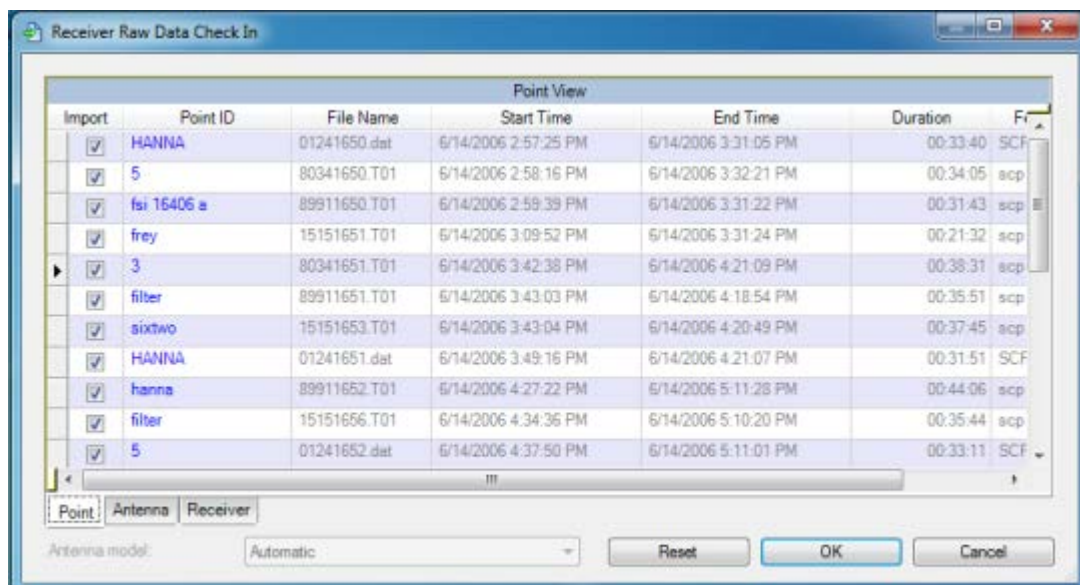 Receiver Raw Data Check In
Point View
Import Point ID File Name Start Time End Time Duration
HANNA 01241650.dat 6/14/2006 2:57:25 PM 6/14/2006 3:31:05 PM 00:33:40 SCF
5 80341650.T01 6/14/2006 2:58:16 PM 6/14/2006 3:32:21 PM 00:34:05 scp
fsi 16406 a 89911650.T01 6/14/2006 2:59:39 PM 6/14/2006 3:31:22 PM 00:31:43 scp
frey 15151651.T01 6/14/2006 3:09:52 PM 6/14/2006 3:31:24 PM 00:21:32 scp
3 80341651.T01 6/14/2006 3:42:38 PM 6/14/2006 4:21:09 PM 00:38:31 scp
filter 89911651.T01 6/14/2006 3:43:03 PM 6/14/2006 4:18:54 PM 00:35:51 scp
sixtwo 15151653.T01 6/14/2006 3:43:04 PM 6/14/2006 4:20:49 PM 00:37:45 scp
HANNA 01241651.dat 6/14/2006 3:49:16 PM 6/14/2006 4:21:07 PM 00:31:51 SCF
hanna 89911652.T01 6/14/2006 4:27:22 PM 6/14/2006 5:11:28 PM 00:44:06 scp
filter 15151656.T01 6/14/2006 4:34:36 PM 6/14/2006 5:10:20 PM 00:35:44 scp
5 01241652.dat 6/14/2006 4:37:50 PM 6/14/2006 5:11:01 PM 00:33:11 SCF
Point Antenna Receiver
Antenna model: Automatic Reset OK Cancel